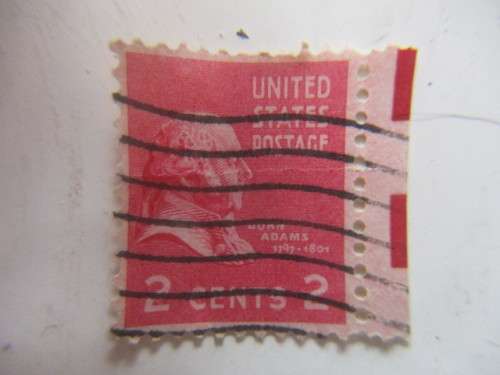 UNITED
STATES
POSTAGE
JOHN
ADAMS
1797-1801
2 CENTS 2